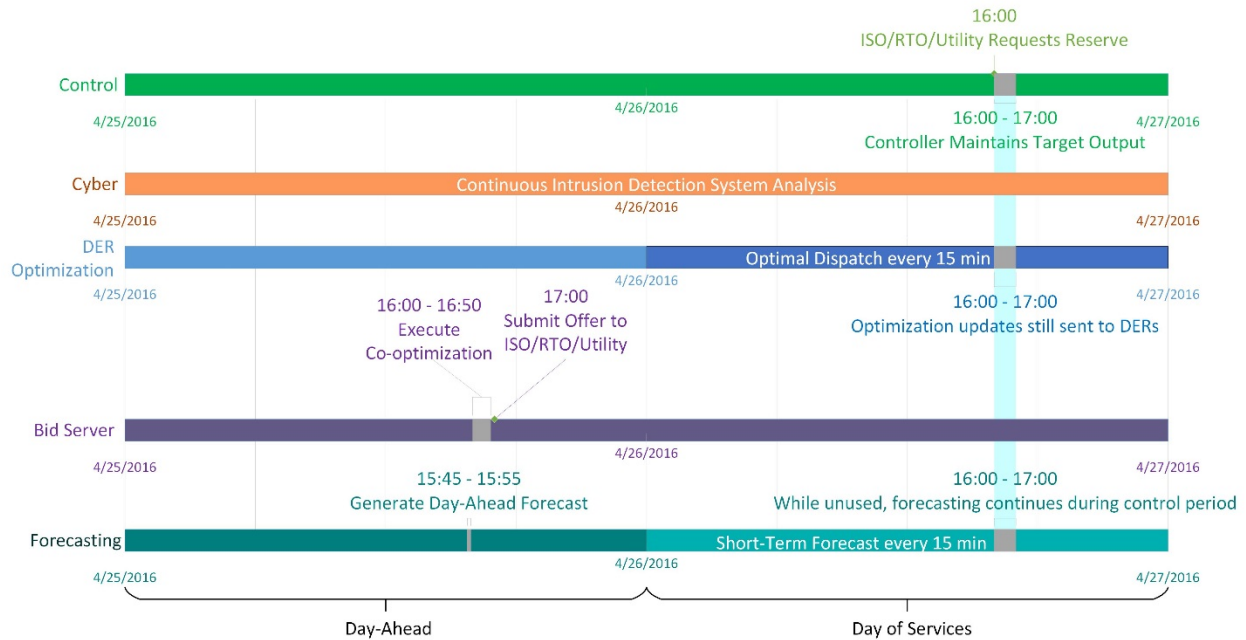 16:00
ISO/RTO/Utility Requests Reserve
Control
4/25/2016
4/26/2016
4/27/2016
16:00 - 17:00
Controller Maintains Target Output
Cyber
Continuous Intrusion Detection System Analysis
4/25/2016
4/26/2016
4/27/2016
DER
Optimization
Optimal Dispatch every 15 min
4/25/2016
4/26/2016
4/27/2016
16:00 - 16:50
Execute
Co-optimization
17:00
Submit Offer to
ISO/RTO/Utility
16:00 - 17:00
Optimization updates still sent to DERs
Bid Server
4/25/2016
4/26/2016
4/27/2016
15:45 - 15:55
Generate Day-Ahead Forecast
16:00 - 17:00
While unused, forecasting continues during control period
Forecasting
Short-Term Forecast every 15 min
4/25/2016
4/26/2016
4/27/2016
Day-Ahead
Day of Services